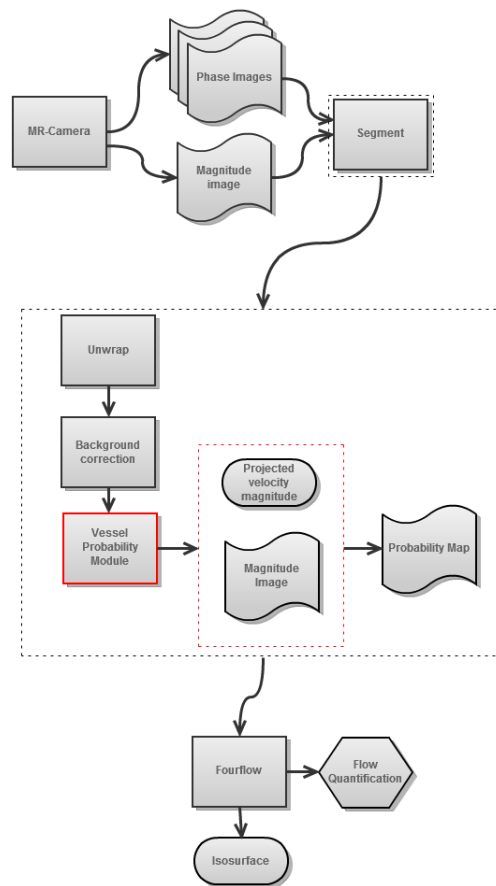 Phase Images
MR-Camera
Segment
Magnitude
image
Unwrap
Background
correction
Projected
velocity
magnitude
Vessel
Probability
Module
Magnitude
Image
Probability Map
Fourflow
Flow
Quantification
Isosurface